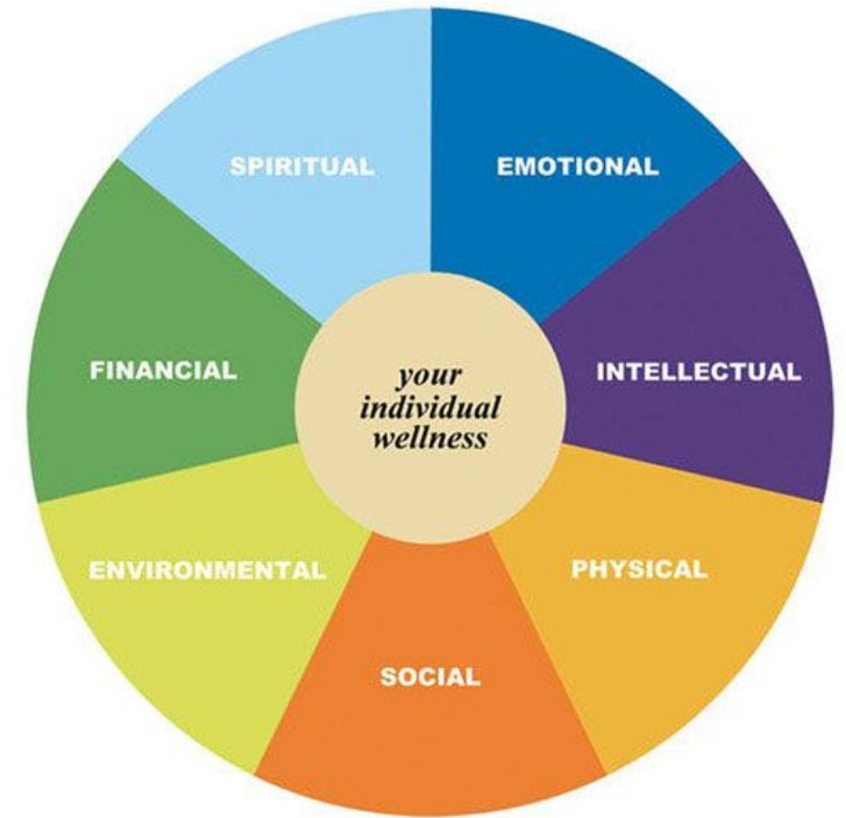 SPIRITUAL
EMOTIONAL
FINANCIAL
your
individual
wellness
INTELLECTUAL
ENVIRONMENTAL
PHYSICAL
SOCIAL